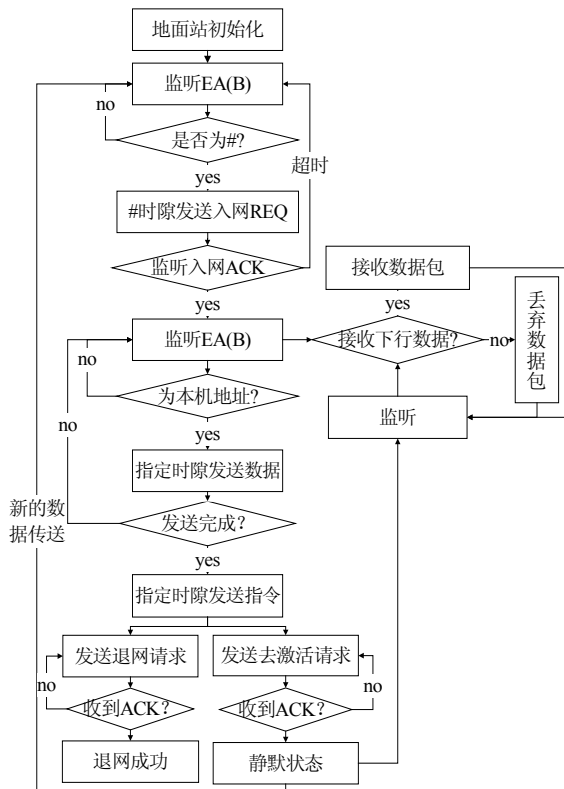 地面站初始化
监听EA(B)
no
是否为#?
超时
yes
#时隙发送入网REQ
监听入网ACK
接收数据包
yes
yes
丢弃数据包
监听EA(B)
接收下行数据?
no
no
为本机地址?
监听
no
yes
指定时隙发送数据
新的数
据传送
发送完成?
yes
指定时隙发送指令
发送退网请求
发送去激活请求
no
no
收到ACK?
收到ACK?
退网成功
静默状态